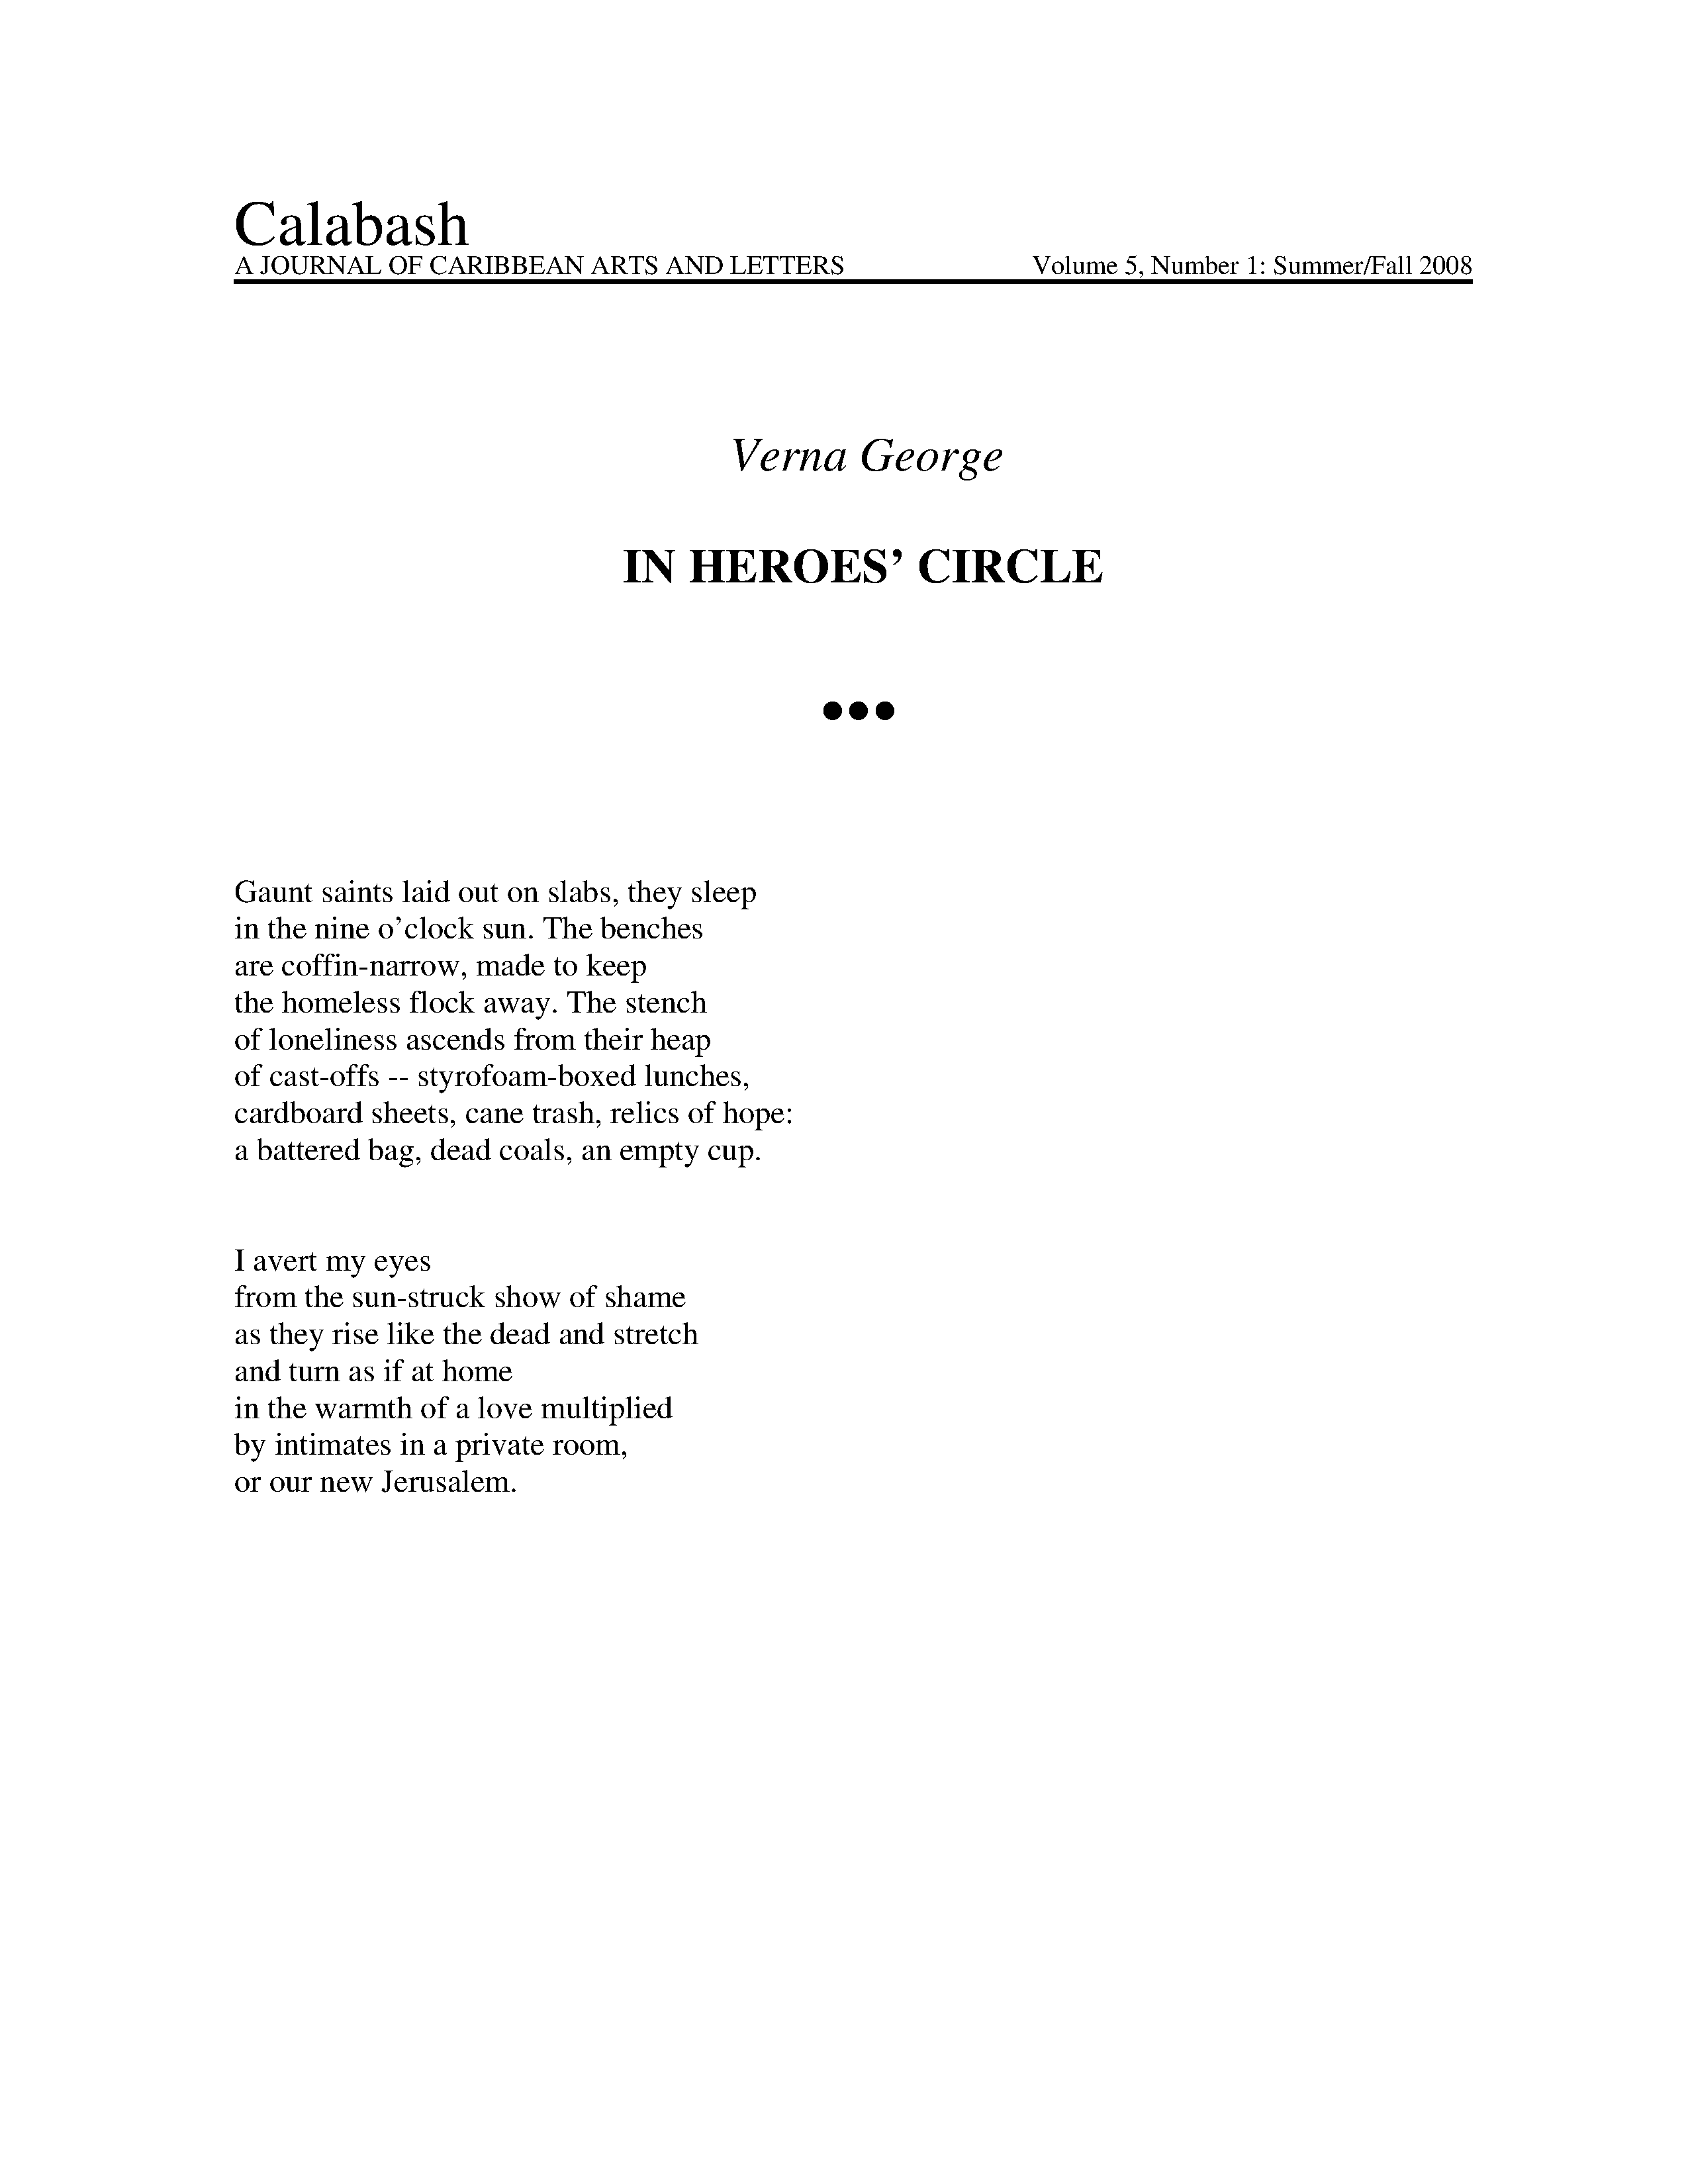 Calabash
A JOURNAL OF CARIBBEAN ARTS AND LETTERS Volume 5, Number 1: Summer/Fall 2008
Verna George
IN HEROES’ CIRCLE
●●●
Gaunt saints laid out on slabs, they sleep
in the nine o’clock sun. The benches
are coffin-narrow, made to keep
the homeless flock away. The stench
of loneliness ascends from their heap
of cast-offs -- styrofoam-boxed lunches,
cardboard sheets, cane trash, relics of hope:
a battered bag, dead coals, an empty cup.
I avert my eyes
from the sun-struck show of shame
as they rise like the dead and stretch
and turn as if at home
in the warmth of a love multiplied
by intimates in a private room,
or our new Jerusalem.